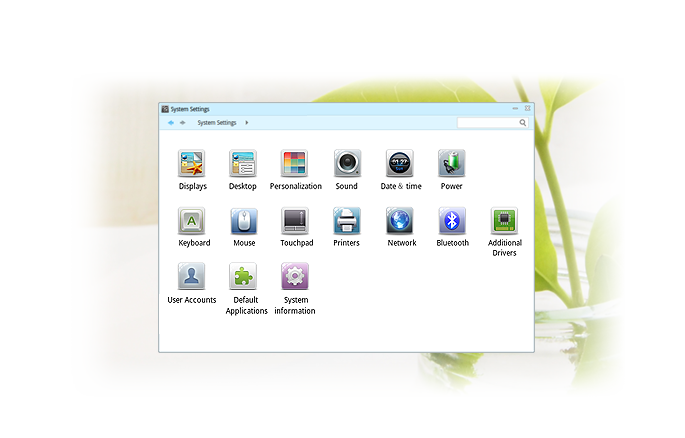 System Settings
System Settings
Displays Desktop Personalization Sound Date & time Power
Keyboard Mouse Touchpad Printers Network Bluetooth Additional
Drivers
User Accounts Default System
Applications information